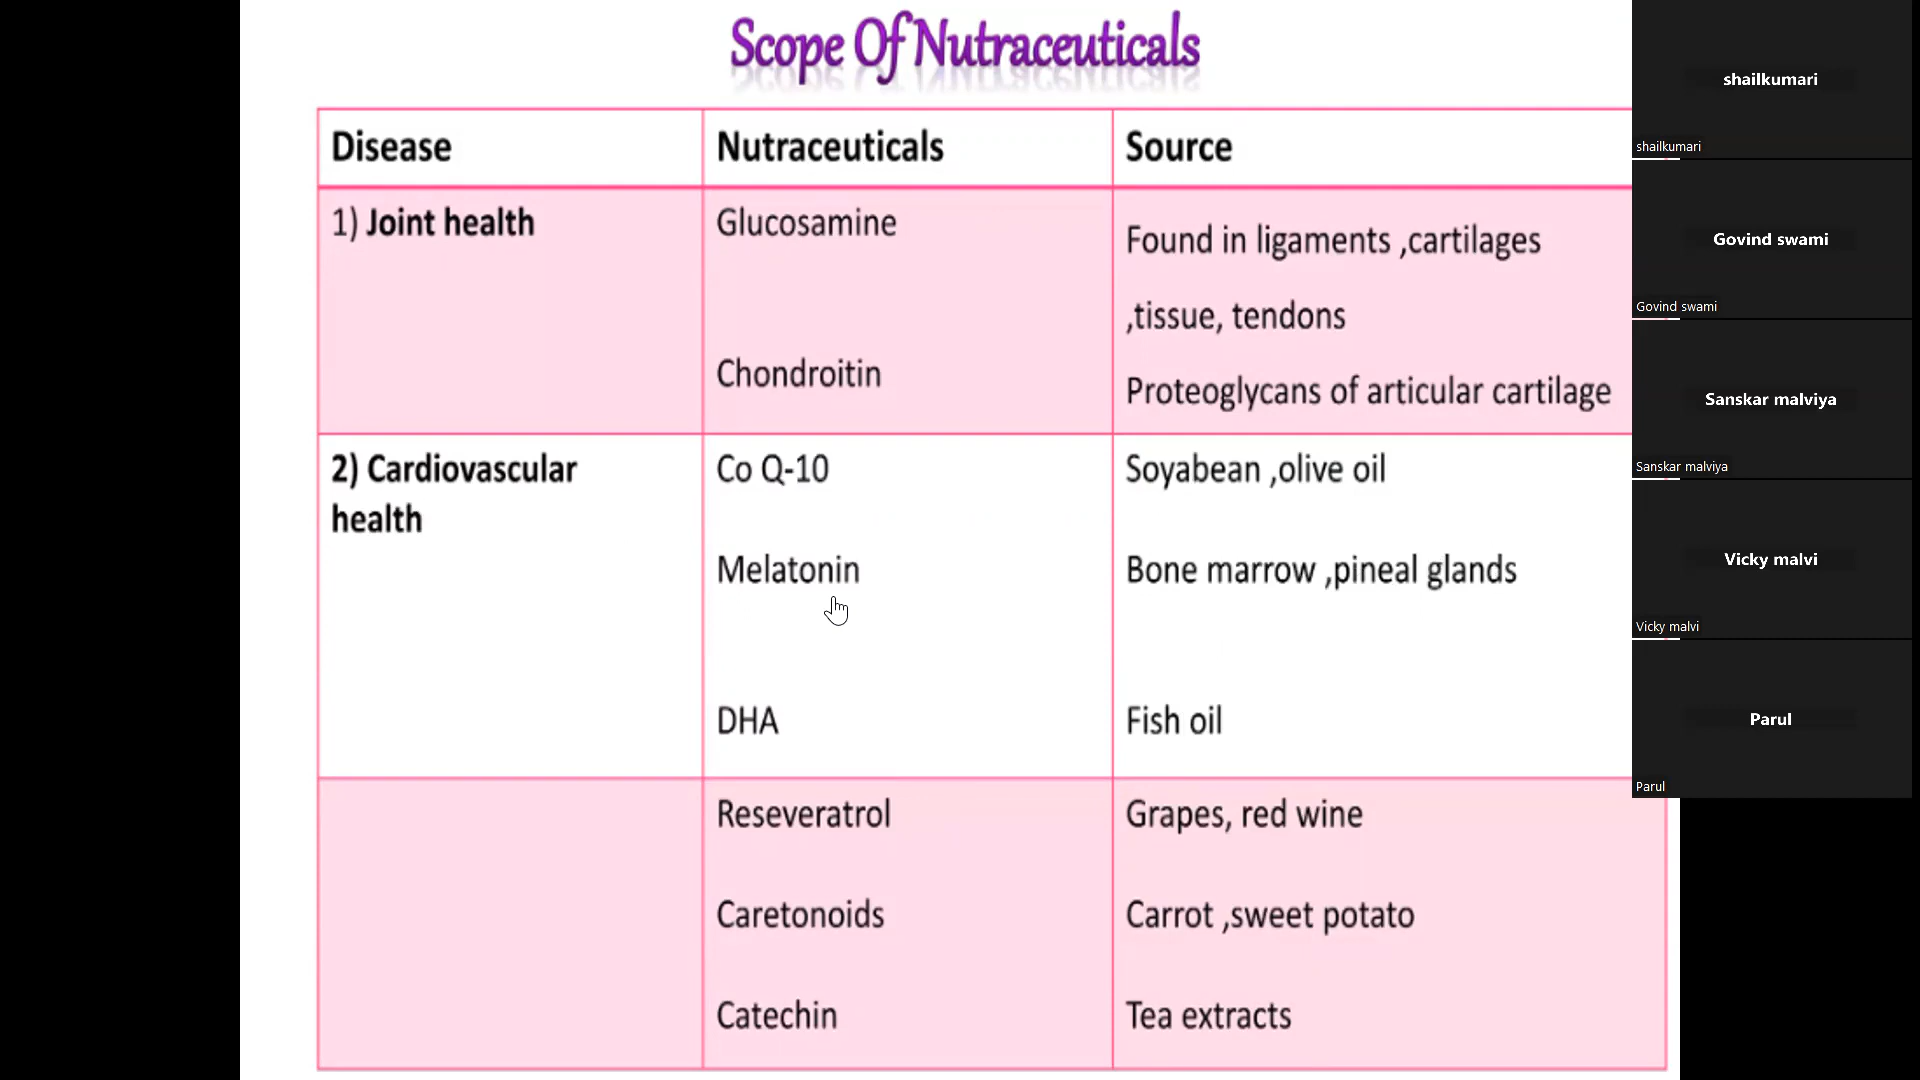 Scope Of Nutraceuticals
Disease
Nutraceuticals
Source
1) Joint health
Glucosamine
Found in ligaments ,cartilages
,tissue, tendons
Chondroitin
Proteoglycans of articular cartilage
2) Cardiovascular
health
Co Q-10
Soyabean ,olive oil
Melatonin
Bone marrow ,pineal glands
DHA
Fish oil
Reseveratrol
Grapes, red wine
Caretonoids
Carrot ,sweet potato
Catechin
Tea extracts
shailkumari
shailkumari
Govind swami
Govind swami
Sanskar malviya
Sanskar malviya
Vicky malvi
Vicky malvi
Parul
Parul